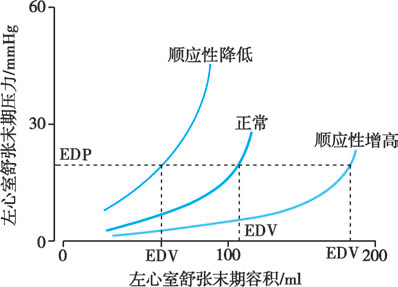 60
顺应性降低
左心室舒张末期压力/mmHg
正常
30
顺应性增高
EDP
0
0
EDV
100
EDV
EDV
200
左心室舒张末期容积/ml